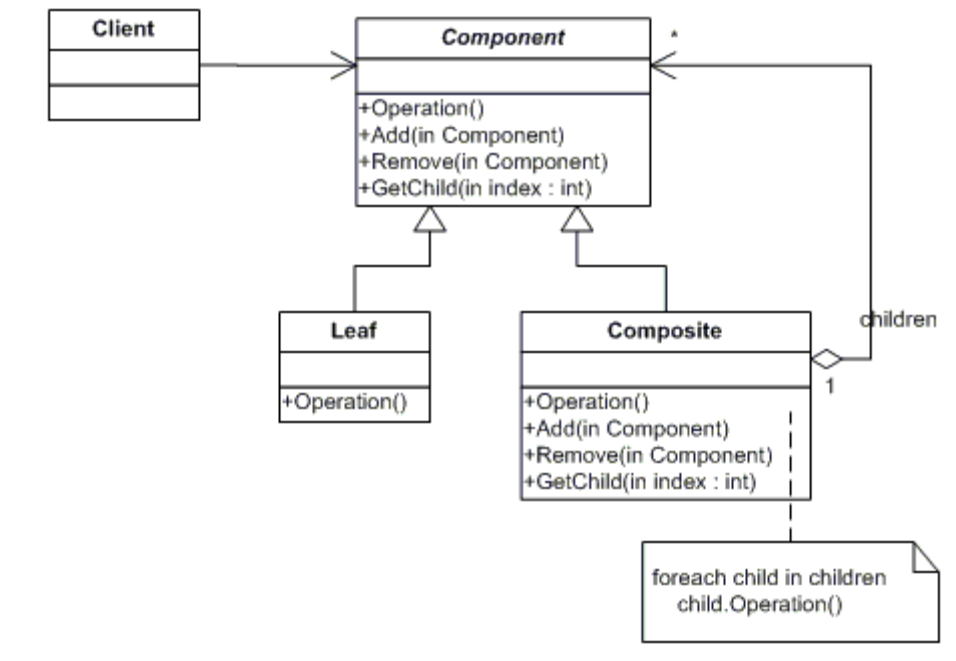 Client
Component
*
+Operation()
+Add(in Component)
+Remove(in Component)
+GetChild(in index : int)
children
Leaf
+Operation()
Composite
1
+Operation()
+Add(in Component)
+Remove(in Component)
+GetChild(in index : int)
foreach child in children
child.Operation()